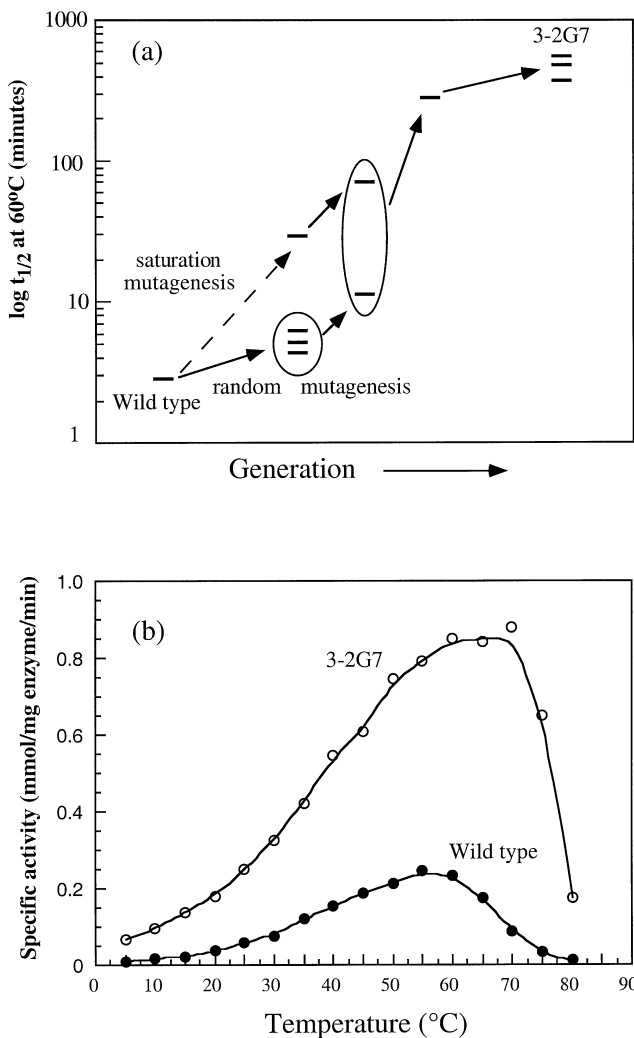 1000
(a)
3-2G7
100
log t1/2 at 60ºC (minutes)
saturation
mutagenesis
10
random mutagenesis
Wild type
1
Generation
1.0
(b)
3-2G7
0.8
0.6
Specific activity (mmol/mg enzyme/min)
0.4
Wild type
0.2
0
0 10 20 30 40 50 60 70 80 90
Temperature (°C)